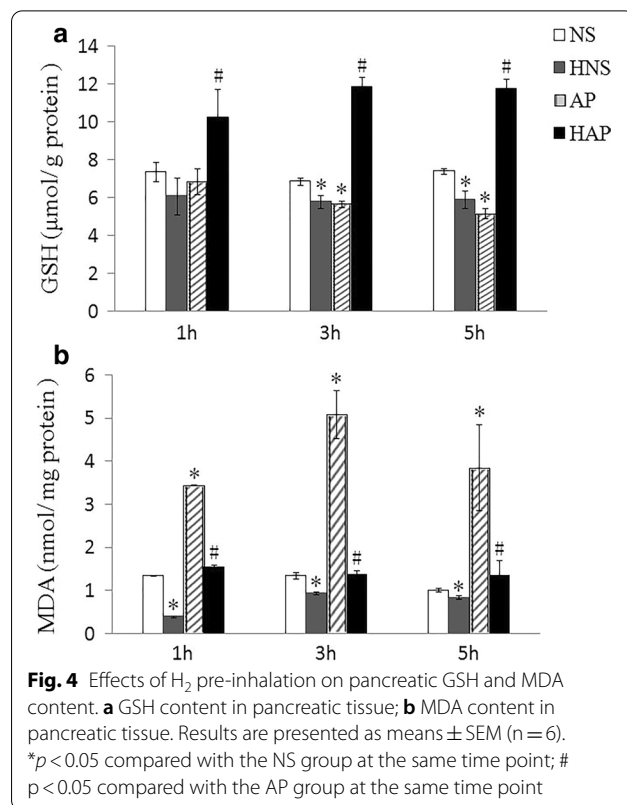 a
14
12
10
8
6
4
2
0
GSH (μmol/g protein)
#
* *
#
* *
#
1h 3h 5h
NS
HNS
AP
HAP
b
6
5
4
3
2
1
0
MDA (nmol/mg protein)
* * #
* * #
* * #
1h 3h 5h
Fig. 4 Effects of H₂ pre-inhalation on pancreatic GSH and MDA
content. a GSH content in pancreatic tissue; b MDA content in
pancreatic tissue. Results are presented as means ± SEM (n = 6).
*p < 0.05 compared with the NS group at the same time point; #
p < 0.05 compared with the AP group at the same time point